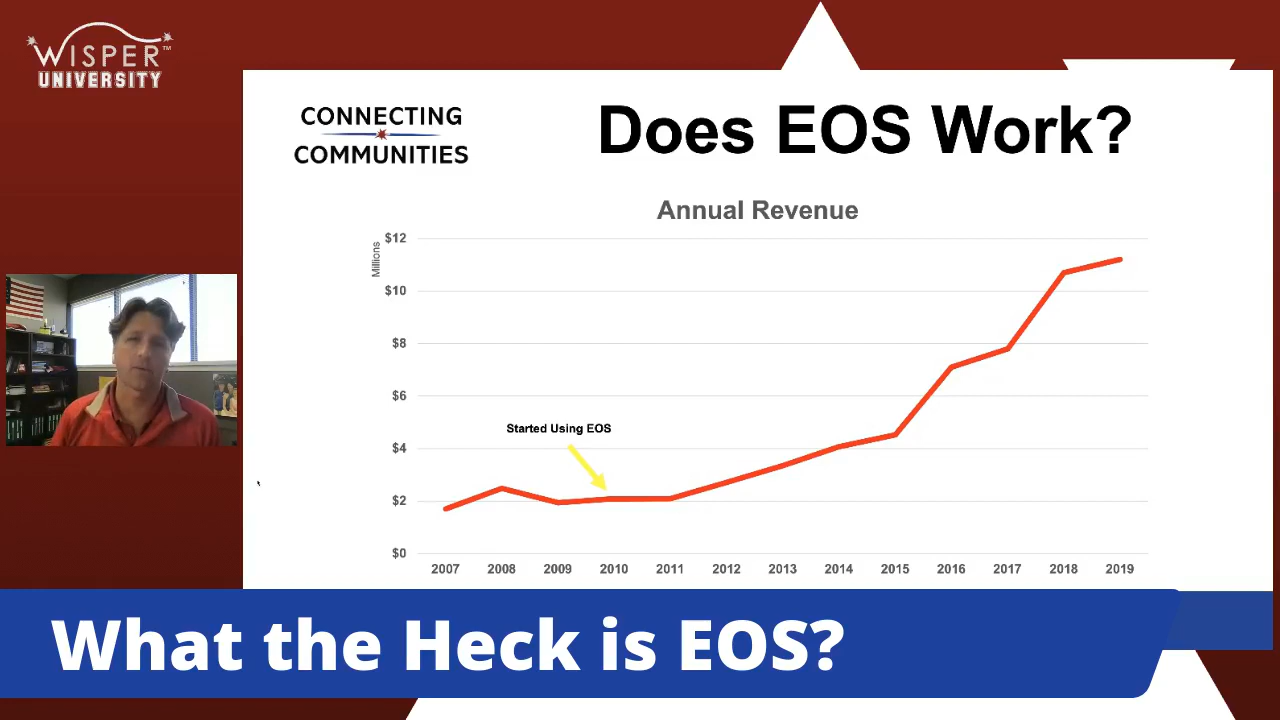 WISPER™
UNIVERSITY
CONNECTING
COMMUNITIES
Does EOS Work?
Annual Revenue
Millions
$12
$10
$8
$6
$4
$2
$0
Started Using EOS
2007 2008 2009 2010 2011 2012 2013 2014 2015 2016 2017 2018 2019
What the Heck is EOS?